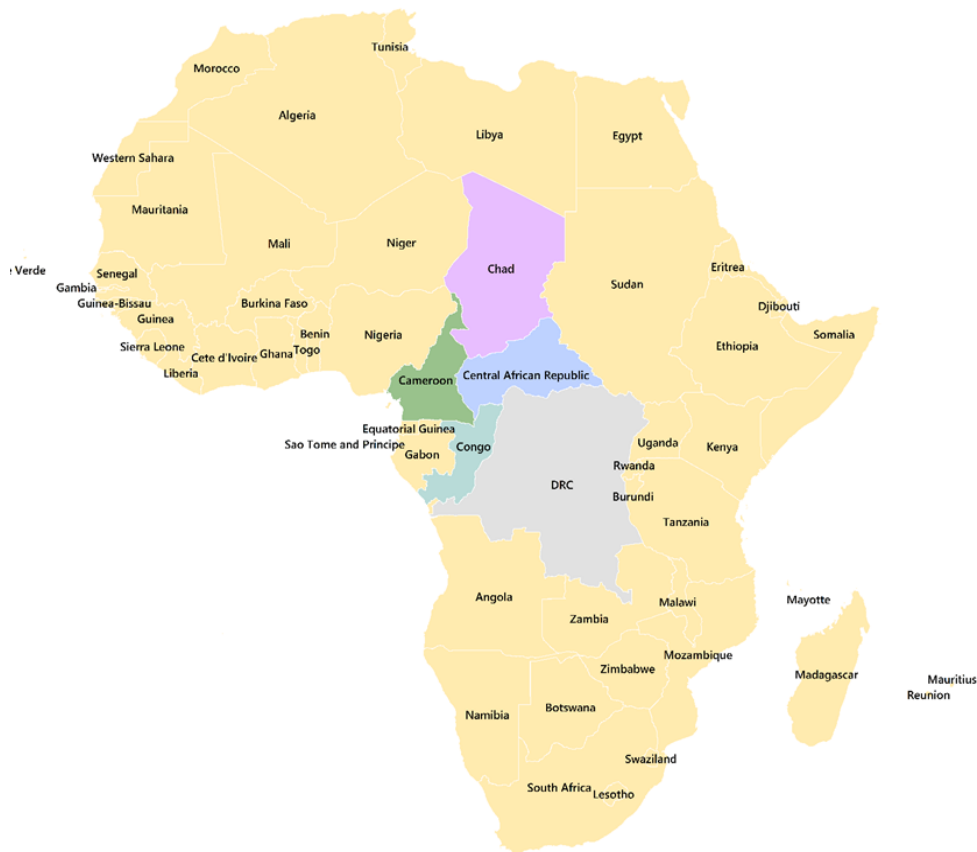 Tunisia
Morocco
Algeria
Libya
Egypt
Western Sahara
Mauritania
Mali
Niger
Chad
Sudan
Eritrea
e Verde
Senegal
Gambia
Guinea-Bissau
Burkina Faso
Djibouti
Guinea
Benin
Nigeria
Somalia
Sierra Leone
Cete d'Ivoire
Ghana
Togo
Ethiopia
Liberia
Cameroon
Central African Republic
Equatorial Guinea
Sao Tome and Principe
Gabon
Congo
Uganda
Kenya
Rwanda
DRC
Burundi
Tanzania
Angola
Malawi
Mayotte
Zambia
Mozambique
Zimbabwe
Madagascar
Mauritius
Reunion
Namibia
Botswana
Swaziland
South Africa
Lesotho